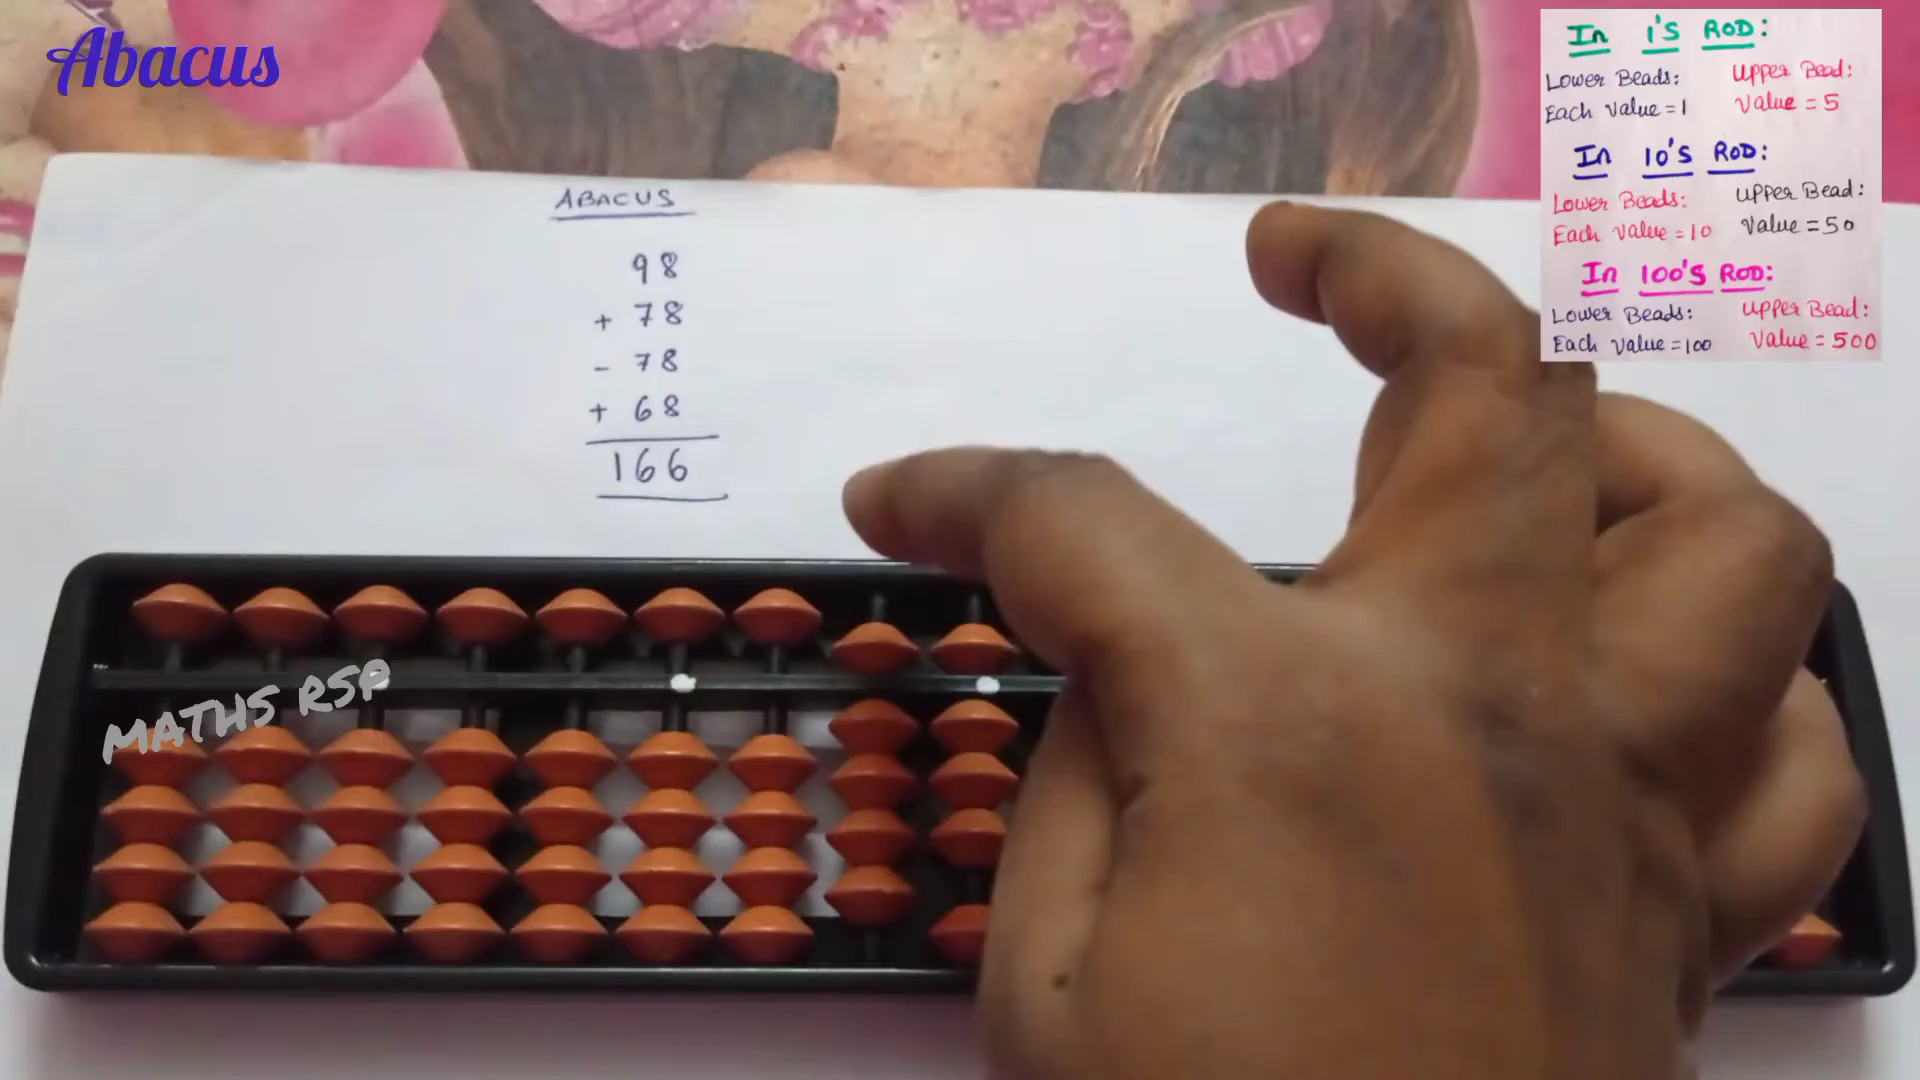 Abacus
In 1'S ROD:
Lower Beads: Upper Bead:
Each Value = 1 Value = 5
In 10'S ROD:
Lower Beads: Upper Bead:
Each Value = 10 Value = 50
In 100'S ROD:
Lower Beads: Upper Bead:
Each Value = 100 Value = 500
ABACUS
98
+ 78
- 78
+ 68
166
MATHS RSP